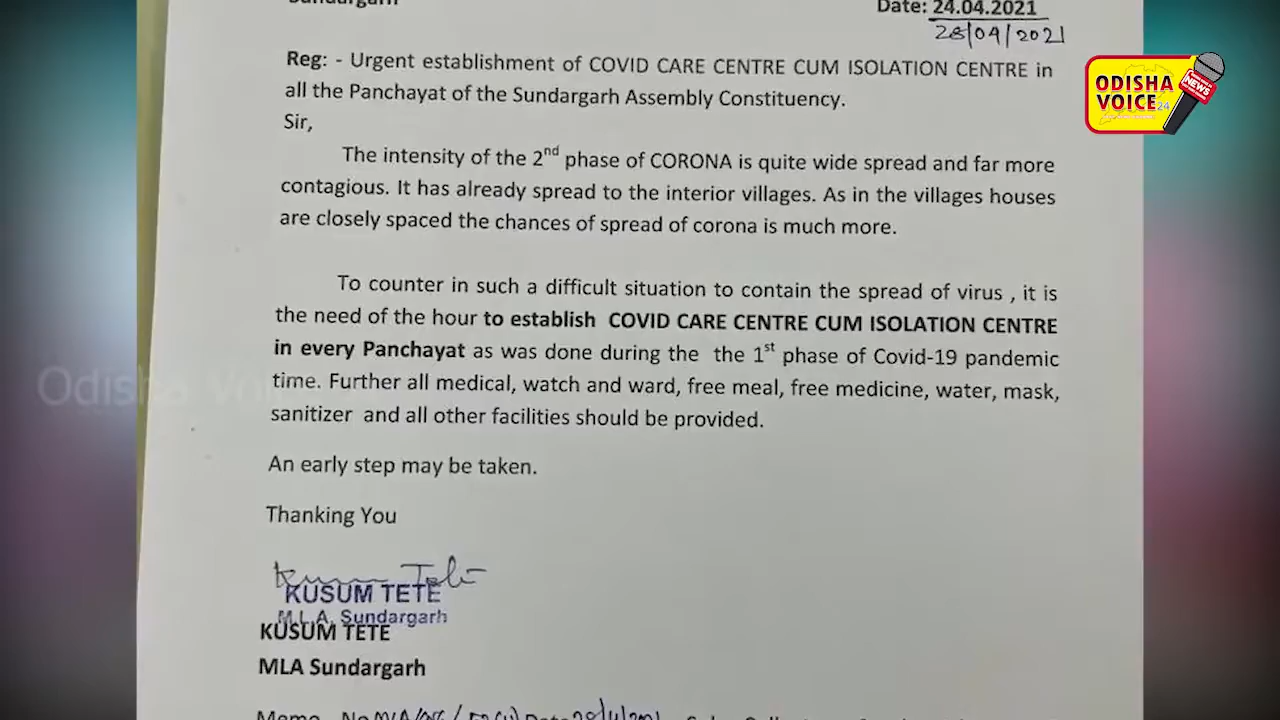 Sundargarh
Date: 24.04.2021
28/04/2021
Reg: - Urgent establishment of COVID CARE CENTRE CUM ISOLATION CENTRE in
all the Panchayat of the Sundargarh Assembly Constituency.
ODISHA
VOICE24
NEWS
Sir,
The intensity of the 2nd phase of CORONA is quite wide spread and far more
contagious. It has already spread to the interior villages. As in the villages houses
are closely spaced the chances of spread of corona is much more.
To counter in such a difficult situation to contain the spread of virus , it is
the need of the hour to establish COVID CARE CENTRE CUM ISOLATION CENTRE
in every Panchayat as was done during the the 1st phase of Covid-19 pandemic
time. Further all medical, watch and ward, free meal, free medicine, water, mask,
sanitizer and all other facilities should be provided.
Odisha Voice
An early step may be taken.
Thanking You
Kusum Tete
KUSUM TETE
M.L.A. Sundargarh
KUSUM TETE
MLA Sundargarh
Memo No